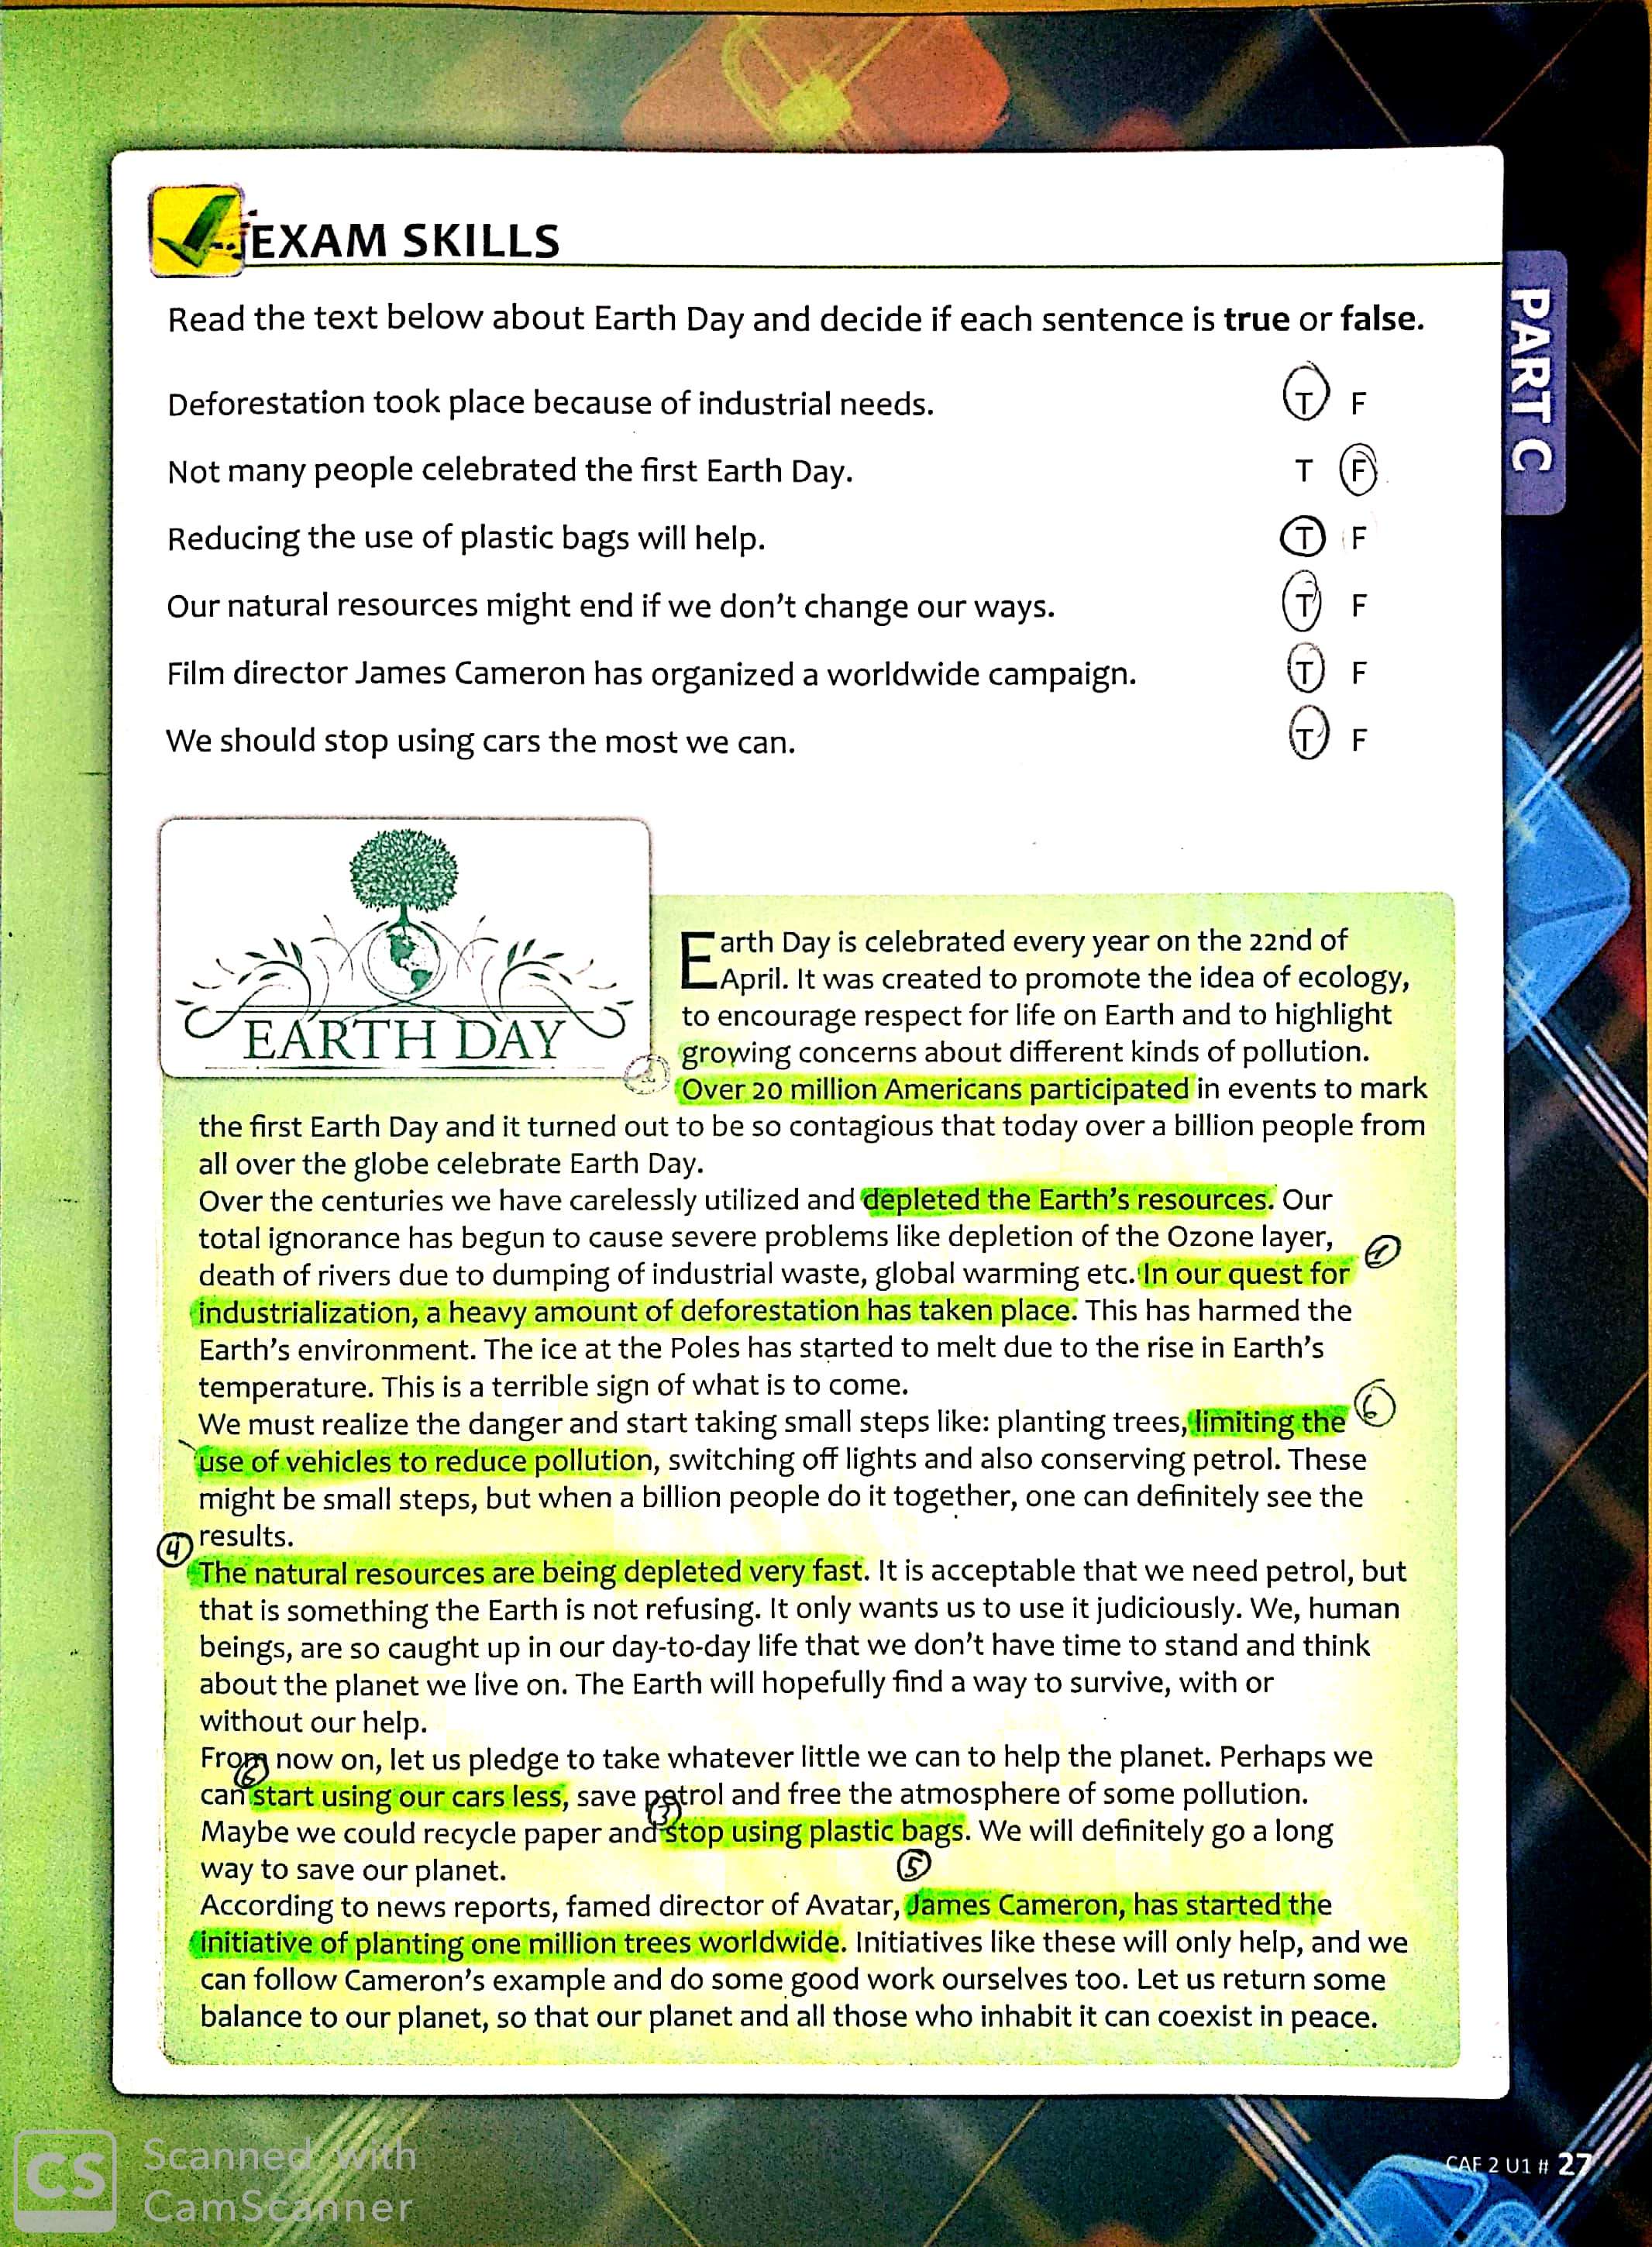 EXAM SKILLS
Read the text below about Earth Day and decide if each sentence is true or false.
Deforestation took place because of industrial needs. T F
Not many people celebrated the first Earth Day. T F
Reducing the use of plastic bags will help. T F
Our natural resources might end if we don't change our ways. T F
Film director James Cameron has organized a worldwide campaign. T F
We should stop using cars the most we can. T F
PART C
EARTH DAY
Earth Day is celebrated every year on the 22nd of
April. It was created to promote the idea of ecology,
to encourage respect for life on Earth and to highlight
growing concerns about different kinds of pollution.
2
Over 20 million Americans participated in events to mark
the first Earth Day and it turned out to be so contagious that today over a billion people from
all over the globe celebrate Earth Day.
Over the centuries we have carelessly utilized and depleted the Earth's resources. Our
total ignorance has begun to cause severe problems like depletion of the Ozone layer,
1
death of rivers due to dumping of industrial waste, global warming etc. In our quest for
industrialization, a heavy amount of deforestation has taken place. This has harmed the
Earth's environment. The ice at the Poles has started to melt due to the rise in Earth's
temperature. This is a terrible sign of what is to come.
6
We must realize the danger and start taking small steps like: planting trees, limiting the
use of vehicles to reduce pollution, switching off lights and also conserving petrol. These
might be small steps, but when a billion people do it together, one can definitely see the
results.
4
The natural resources are being depleted very fast. It is acceptable that we need petrol, but
that is something the Earth is not refusing. It only wants us to use it judiciously. We, human
beings, are so caught up in our day-to-day life that we don't have time to stand and think
about the planet we live on. The Earth will hopefully find a way to survive, with or
without our help.
From now on, let us pledge to take whatever little we can to help the planet. Perhaps we
6
can start using our cars less, save petrol and free the atmosphere of some pollution.
3
Maybe we could recycle paper and stop using plastic bags. We will definitely go a long
way to save our planet.
5
According to news reports, famed director of Avatar, James Cameron, has started the
initiative of planting one million trees worldwide. Initiatives like these will only help, and we
can follow Cameron's example and do some good work ourselves too. Let us return some
balance to our planet, so that our planet and all those who inhabit it can coexist in peace.
CAF 2 U1 # 27
CS
Scanned with
CamScanner